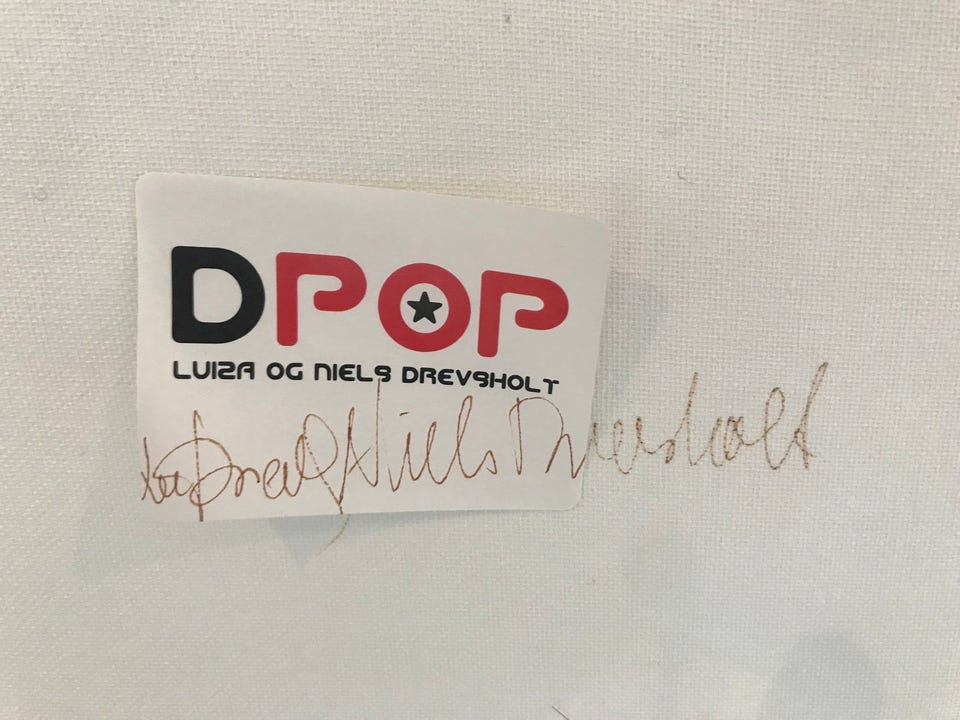 DPOP
LUIZA OG NIELS DREVSHOLT
Niels Drevsholt